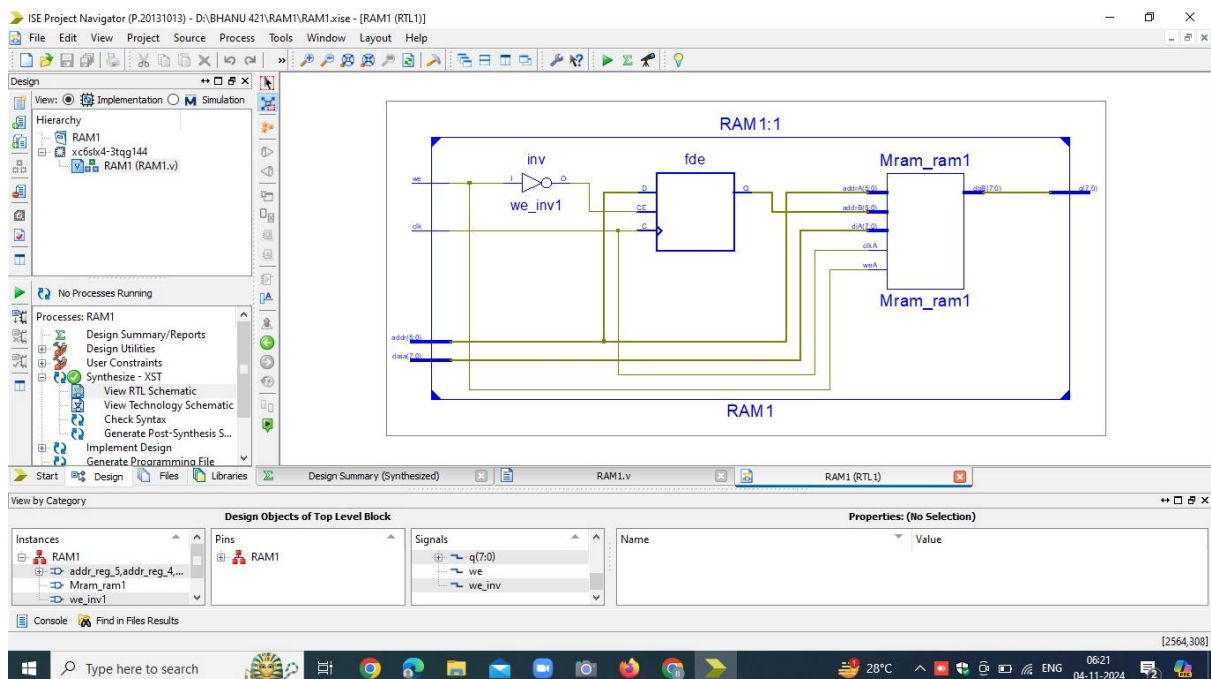 ISE Project Navigator (P.20131013) - D:\BHANU 421\RAM1\RAM1.xise - [RAM1 (RTL1)]
File Edit View Project Source Process Tools Window Layout Help
Design
View: Implementation Simulation
Hierarchy
RAM1
xc6slx4-3tqg144
RAM1 (RAM1.v)
No Processes Running
Processes: RAM1
Design Summary/Reports
Design Utilities
User Constraints
Synthesize - XST
View RTL Schematic
View Technology Schematic
Check Syntax
Generate Post-Synthesis S...
Implement Design
Generate Programming File
Start Design Files Libraries
RAM1:1
inv fde Mram_ram1
we I O D Q addrA(5:0) doB(7:0) q(7:0)
we_inv1 CE addrB(5:0)
clk C diA(7:0)
clkA
weA
Mram_ram1
addr(5:0)
data(7:0)
RAM1
Design Summary (Synthesized) RAM1.v RAM1 (RTL1)
View by Category
Design Objects of Top Level Block Properties: (No Selection)
Instances Pins Signals Name Value
RAM1 RAM1 q(7:0)
addr_reg_5,addr_reg_4,... we
Mram_ram1 we_inv
we_inv1
Console Find in Files Results
[2564,308]
Type here to search 28°C ENG 06:21
04-11-2024